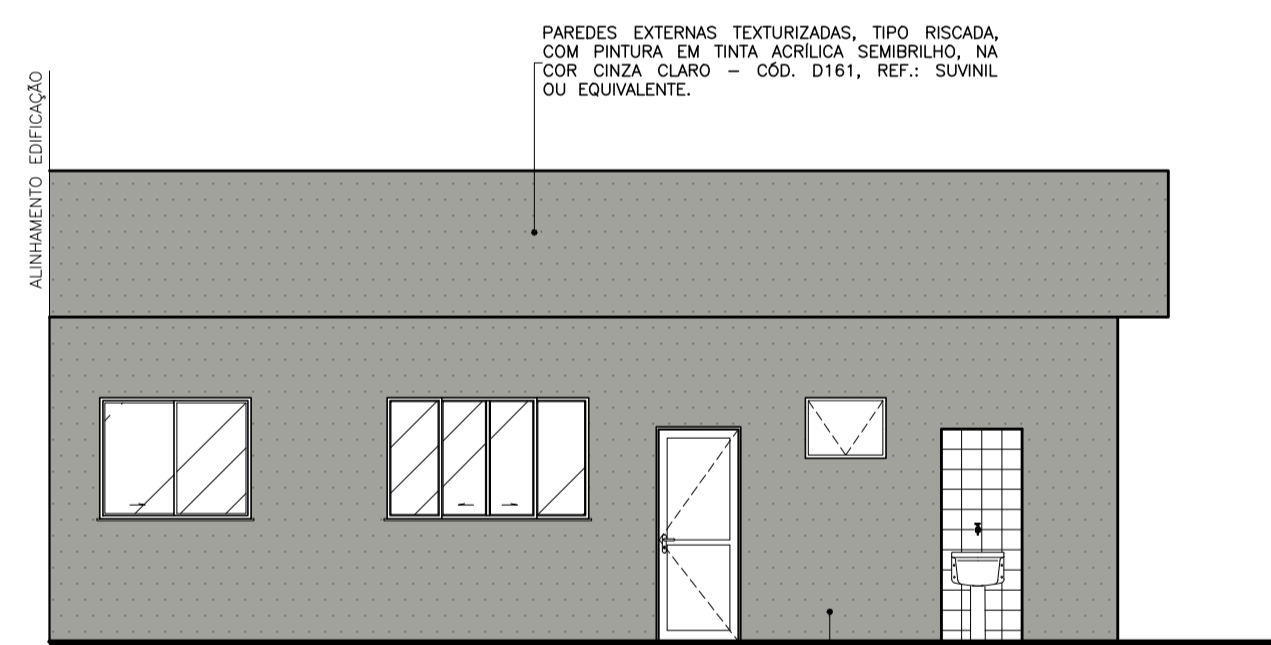 PAREDES EXTERNAS TEXTURIZADAS, TIPO RISCADA,
COM PINTURA EM TINTA ACRÍLICA SEMIBRILHO, NA
COR CINZA CLARO – CÓD. D161, REF.: SUVINIL
OU EQUIVALENTE.
ALINHAMENTO EDIFICAÇÃO